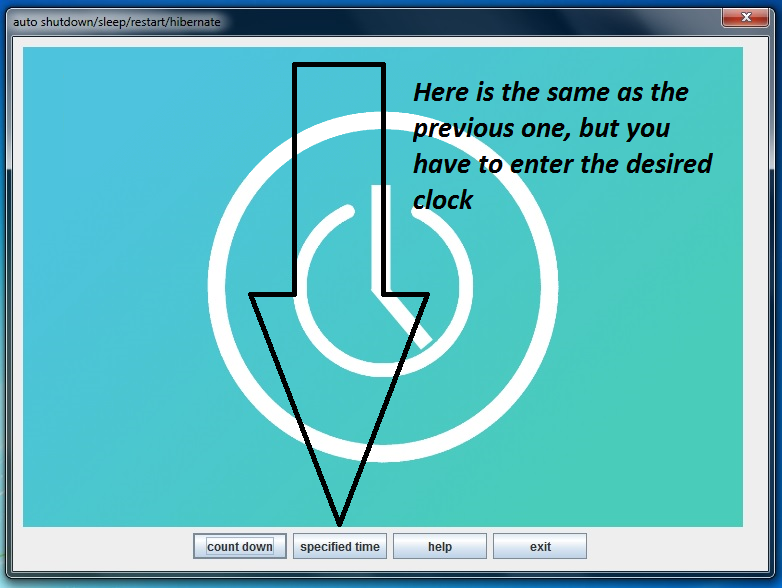 auto shutdown/sleep/restart/hibernate
Here is the same as the
previous one, but you
have to enter the desired
clock
count down
specified time
help
exit